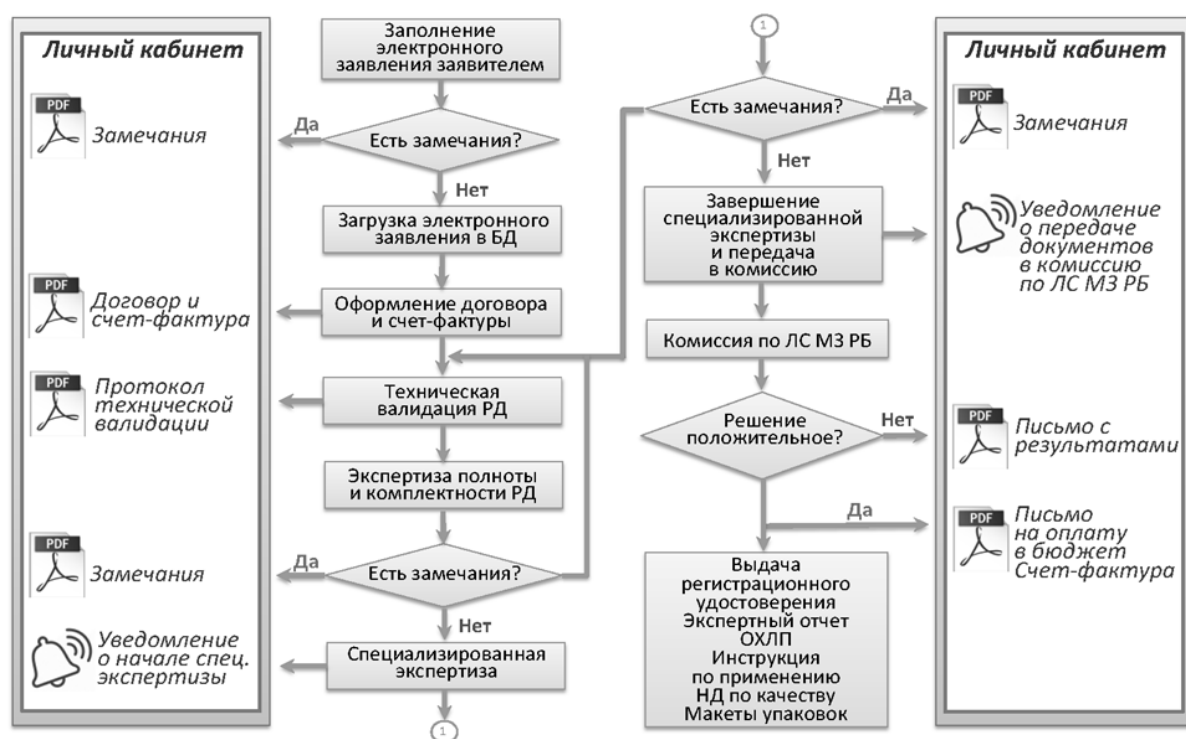 Личный кабинет
PDF
Замечания
PDF
Договор и
счет-фактура
PDF
Протокол
технической
валидации
PDF
Замечания
Уведомление
о начале спец.
экспертизы
Заполнение
электронного
заявления заявителем
Да
Есть замечания?
Нет
Загрузка электронного
заявления в БД
Оформление договора
и счет-фактуры
Техническая
валидация РД
Экспертиза полноты
и комплектности РД
Да
Есть замечания?
Нет
Специализированная
экспертиза
1
1
Есть замечания?
Да
Нет
Завершение
специализированной
экспертизы
и передача
в комиссию
Комиссия по ЛС МЗ РБ
Решение
положительное?
Нет
Да
Выдача
регистрационного
удостоверения
Экспертный отчет
ОХЛП
Инструкция
по применению
НД по качеству
Макеты упаковок
Личный кабинет
PDF
Замечания
Уведомление
о передаче
документов
в комиссию
по ЛС МЗ РБ
PDF
Письмо с
результатами
PDF
Письмо
на оплату
в бюджет
Счет-фактура